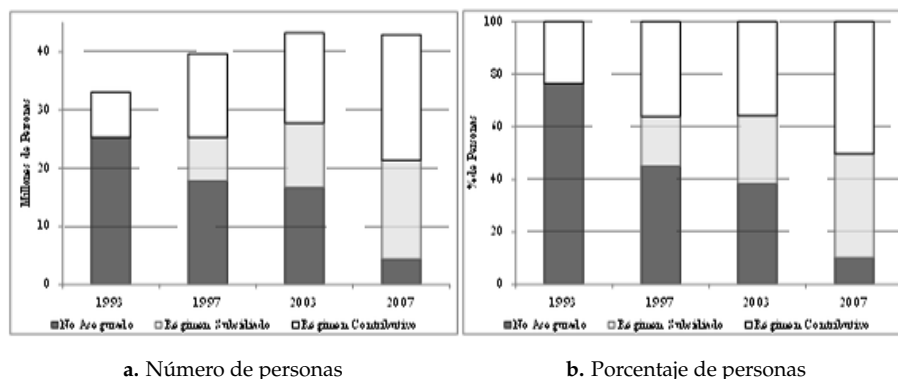 Millones de Personas
40
30
20
10
0
1993 1997 2003 2007
No Asegurado Régimen Subsidiado Régimen Contributivo
a. Número de personas
% de Personas
100
80
60
40
20
0
1993 1997 2003 2007
No Asegurado Régimen Subsidiado Régimen Contributivo
b. Porcentaje de personas